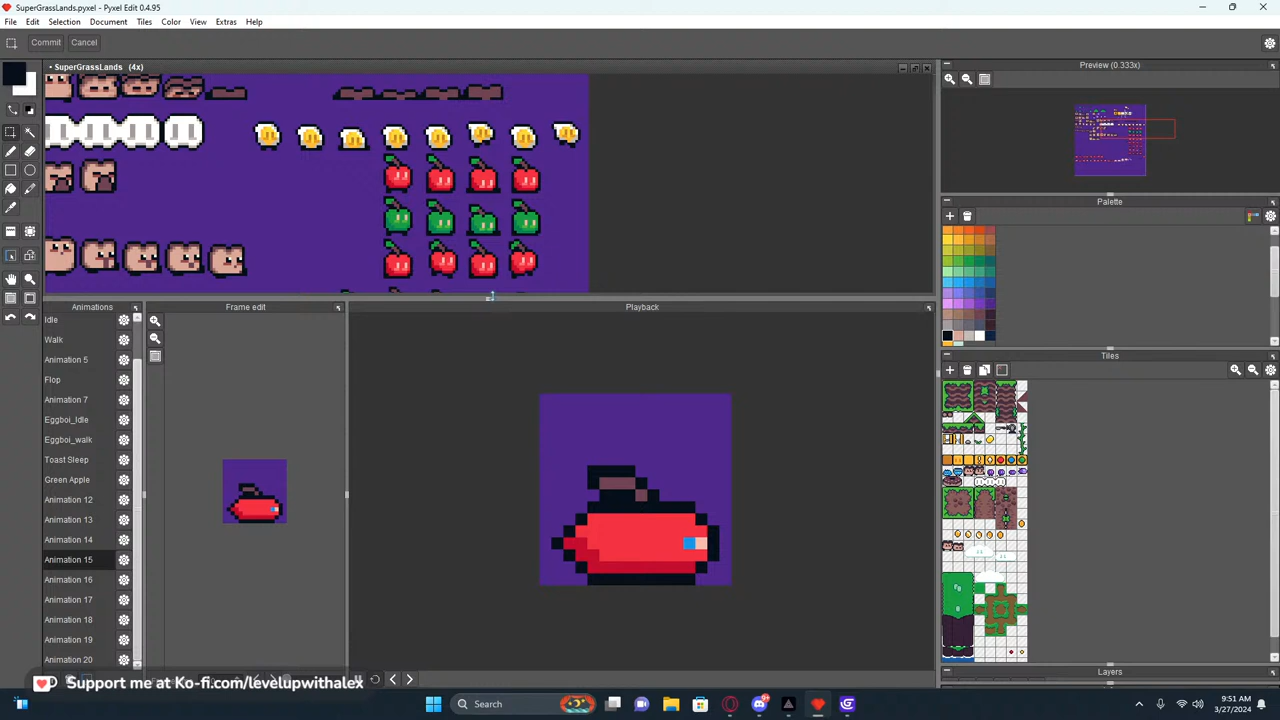 SuperGrassLands.pyxel - Pyxel Edit 0.4.95
File Edit Selection Document Tiles Color View Extras Help
Commit Cancel
• SuperGrassLands (4x)
Preview (0.333x)
Palette
Animations
Frame edit
Playback
Idle
Walk
Animation 5
Flop
Animation 7
Eggboi_Idle
Eggboi_walk
Toast Sleep
Green Apple
Animation 12
Animation 13
Animation 14
Animation 15
Animation 16
Animation 17
Animation 18
Animation 19
Animation 20
Tiles
Layers
Support me at Ko-fi.com/levelupwithalex
Search
9:51 AM
3/27/2024